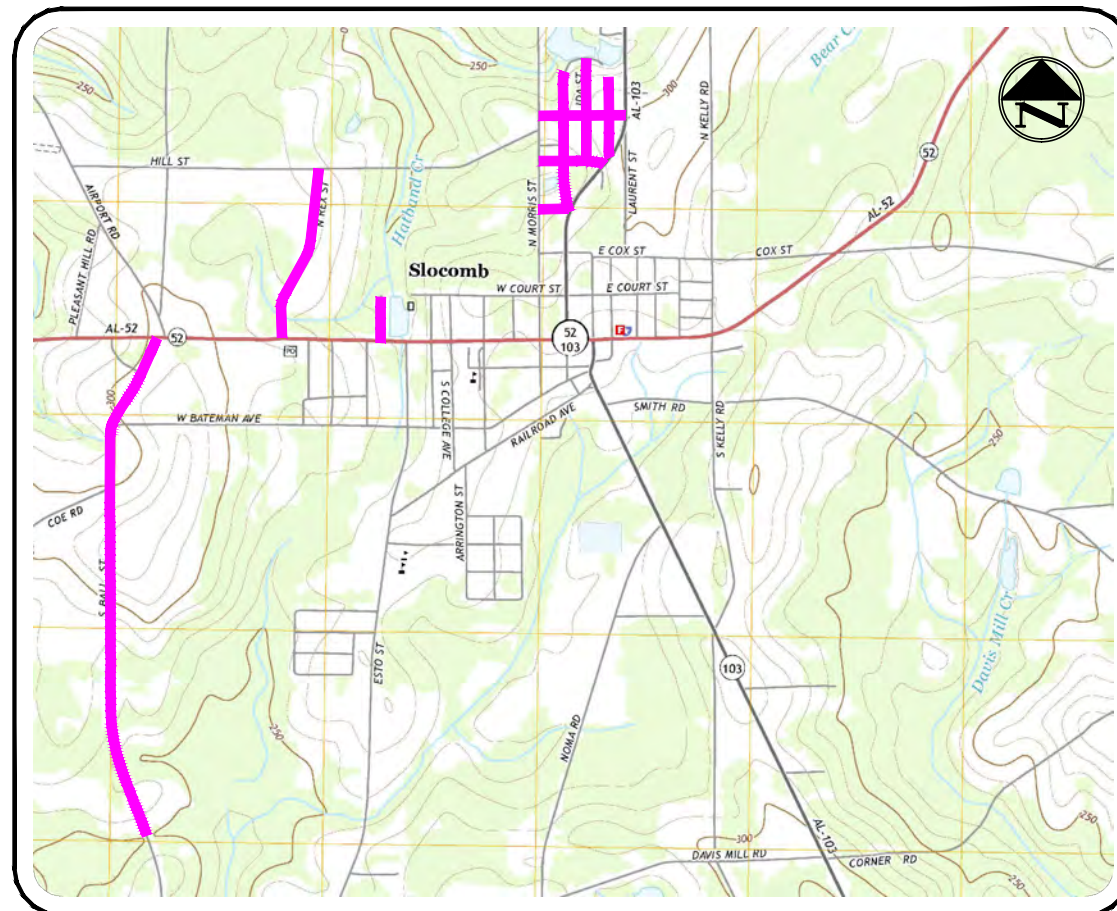 Bear C
250
IDA ST
AL-103
300
N KELLY RD
N
52
HILL ST
Hatband Cr
AIRPORT RD
N REX ST
N MORRIS ST
LAURENT ST
AL-52
PLEASANT HILL RD
E COX ST
COX ST
Slocomb
W COURT ST
E COURT ST
AL-52
52
52
103
F
PO
300
W BATEMAN AVE
S COLLEGE AVE
RAILROAD AVE
SMITH RD
S KELLY RD
250
COE RD
ARRINGTON ST
S BALL ST
Davis Mill Cr
ESTO ST
103
250
NOMA RD
250
AL-103
300
DAVIS MILL RD
CORNER RD
250